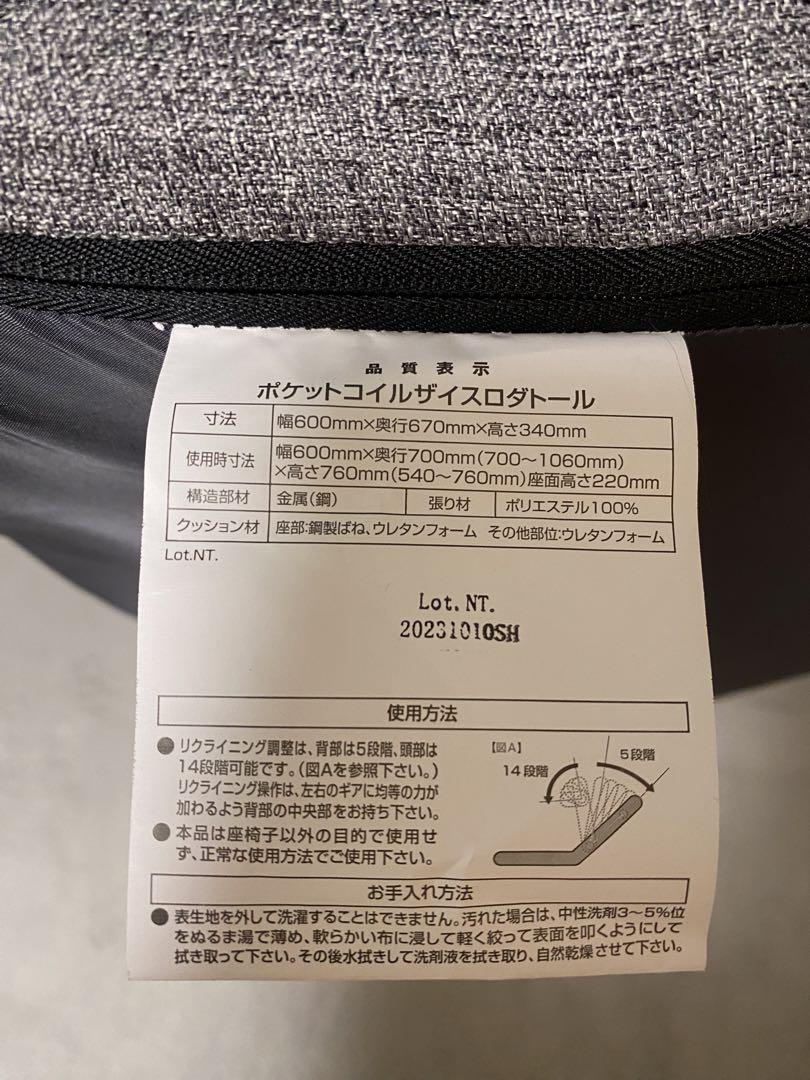 品質表示
ポケットコイルザイスロダトール
寸法 幅600mm×奥行670mm×高さ340mm
使用時寸法 幅600mm×奥行700mm(700〜1060mm)
×高さ760mm(540〜760mm)座面高さ220mm
構造部材 金属(鋼) 張り材 ポリエステル100%
クッション材 座部:鋼製ばね、ウレタンフォーム その他部位:ウレタンフォーム
Lot.NT.
Lot.NT.
20231010SH
使用方法
●リクライニング調整は、背部は5段階、頭部は
14段階可能です。(図Aを参照下さい。)
リクライニング操作は、左右のギアに均等の力が
加わるよう背部の中央部をお持ち下さい。
●本品は座椅子以外の目的で使用せ
ず、正常な使用方法でご使用下さい。
【図A】
14段階
5段階
お手入れ方法
●表生地を外して洗濯することはできません。汚れた場合は、中性洗剤3〜5%位
をぬるま湯で薄め、軟らかい布に浸して軽く絞って表面を叩くようにして
拭き取って下さい。その後水拭きして洗剤液を拭き取り、自然乾燥させて下さい。